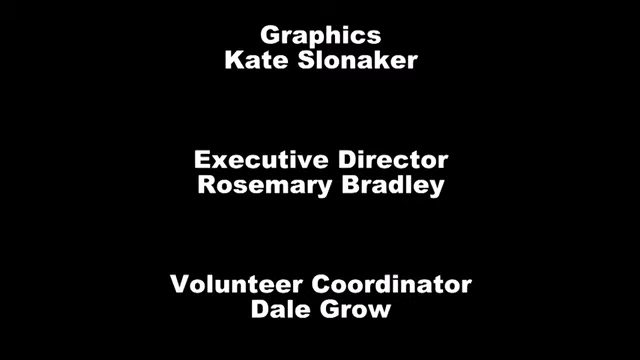 Graphics
Kate Slonaker
Executive Director
Rosemary Bradley
Volunteer Coordinator
Dale Grow